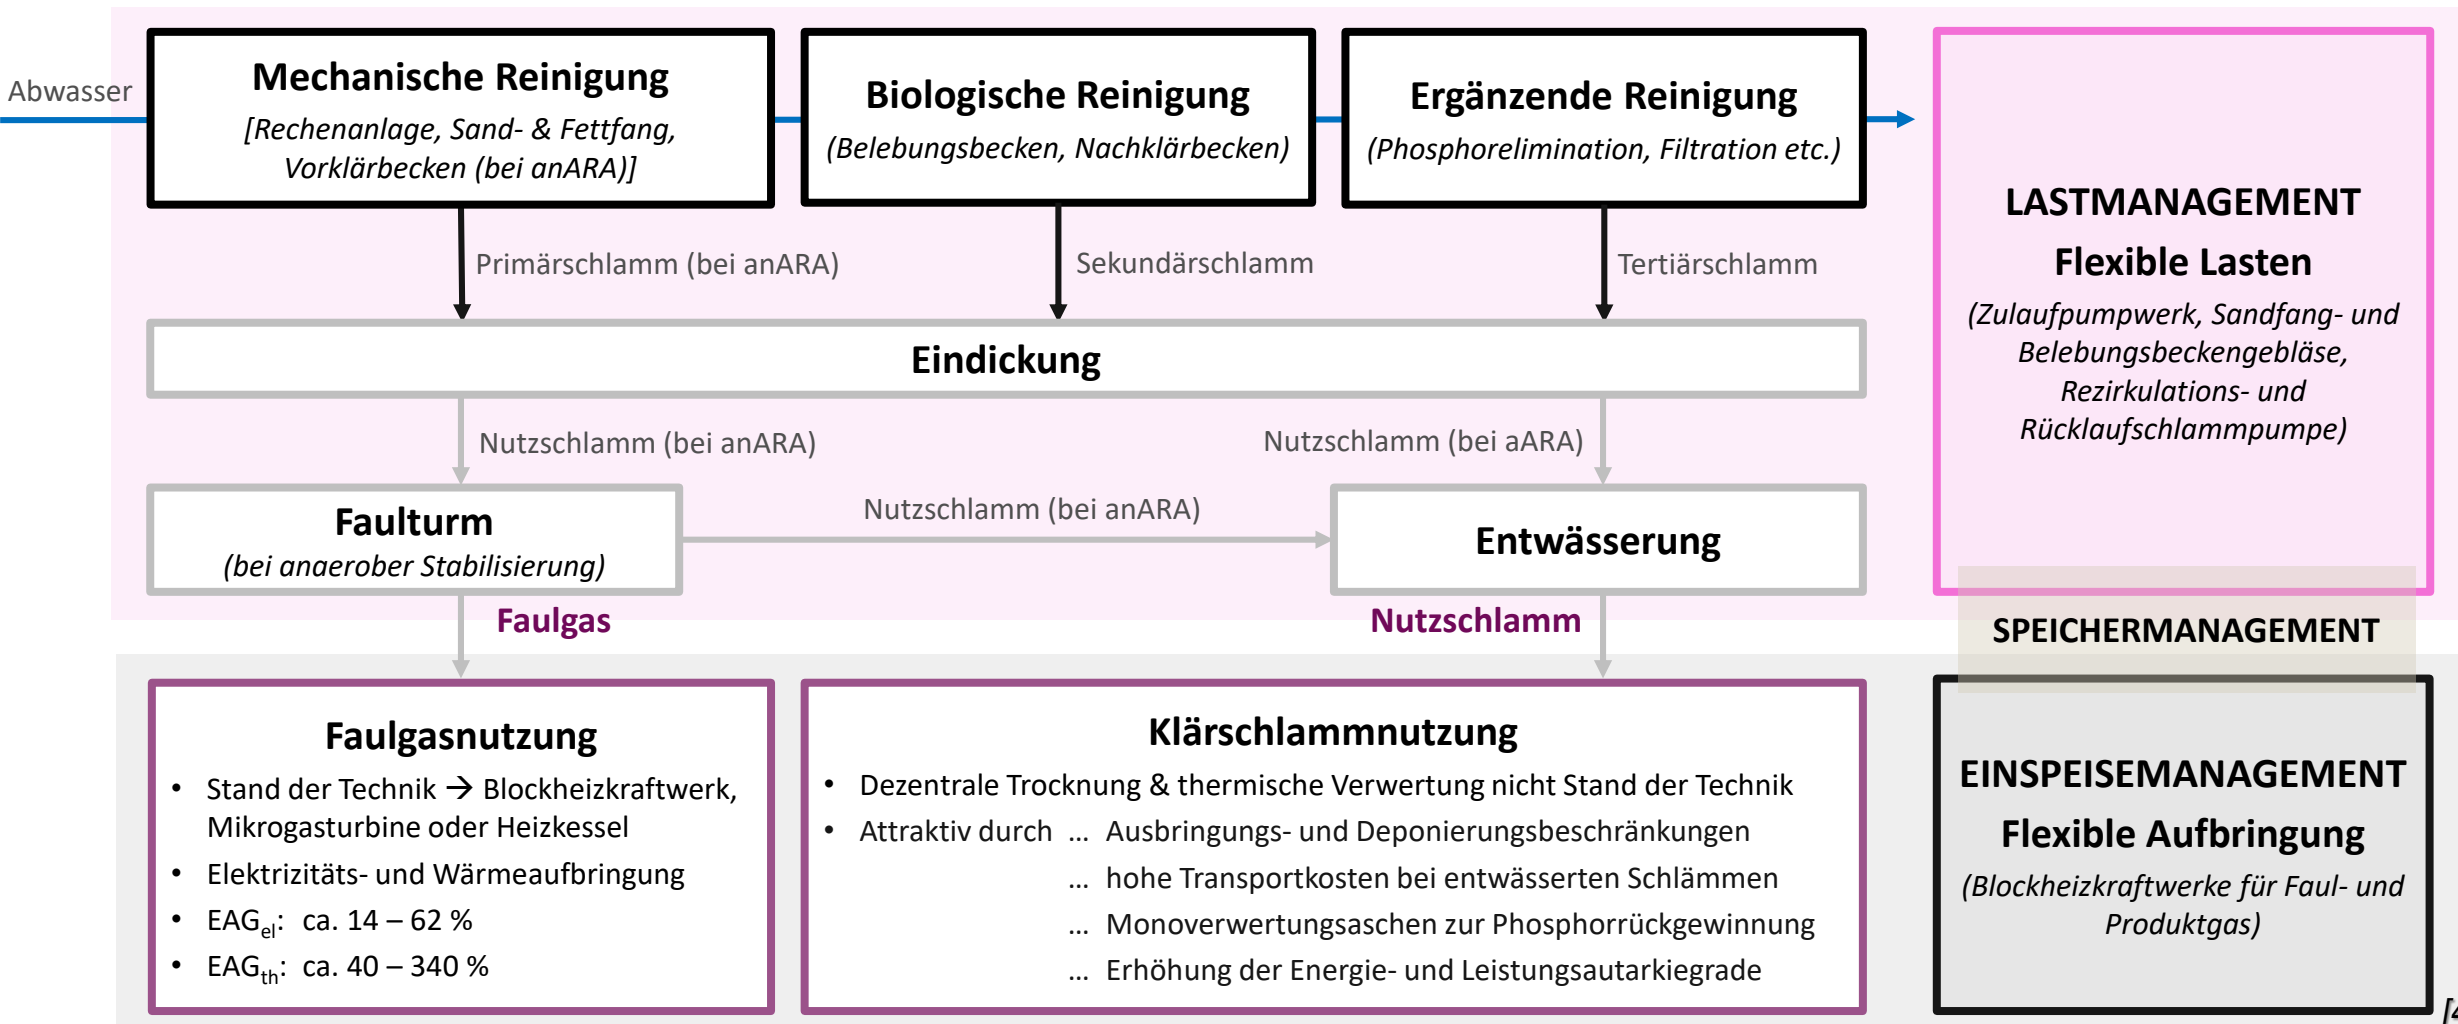 Abwasser
Mechanische Reinigung
[Rechenanlage, Sand- & Fettfang,
Vorklärbecken (bei anARA)]
Biologische Reinigung
(Belebungsbecken, Nachklärbecken)
Ergänzende Reinigung
(Phosphorelimination, Filtration etc.)
Primärschlamm (bei anARA)
Sekundärschlamm
Tertiärschlamm
Eindickung
Nutzschlamm (bei anARA)
Nutzschlamm (bei aARA)
Faulturm
(bei anaerober Stabilisierung)
Nutzschlamm (bei anARA)
Entwässerung
Faulgas
Nutzschlamm
LASTMANAGEMENT
Flexible Lasten
(Zulaufpumpwerk, Sandfang- und
Belebungsbeckengebläse,
Rezirkulations- und
Rücklaufschlammpumpe)
SPEICHERMANAGEMENT
Faulgasnutzung
• Stand der Technik → Blockheizkraftwerk,
Mikrogasturbine oder Heizkessel
• Elektrizitäts- und Wärmeaufbringung
• EAGel: ca. 14 – 62 %
• EAGth: ca. 40 – 340 %
Klärschlammnutzung
• Dezentrale Trocknung & thermische Verwertung nicht Stand der Technik
• Attraktiv durch … Ausbringungs- und Deponierungsbeschränkungen
… hohe Transportkosten bei entwässerten Schlämmen
… Monoverwertungsaschen zur Phosphorrückgewinnung
… Erhöhung der Energie- und Leistungsautarkiegrade
EINSPEISEMANAGEMENT
Flexible Aufbringung
(Blockheizkraftwerke für Faul- und
Produktgas)